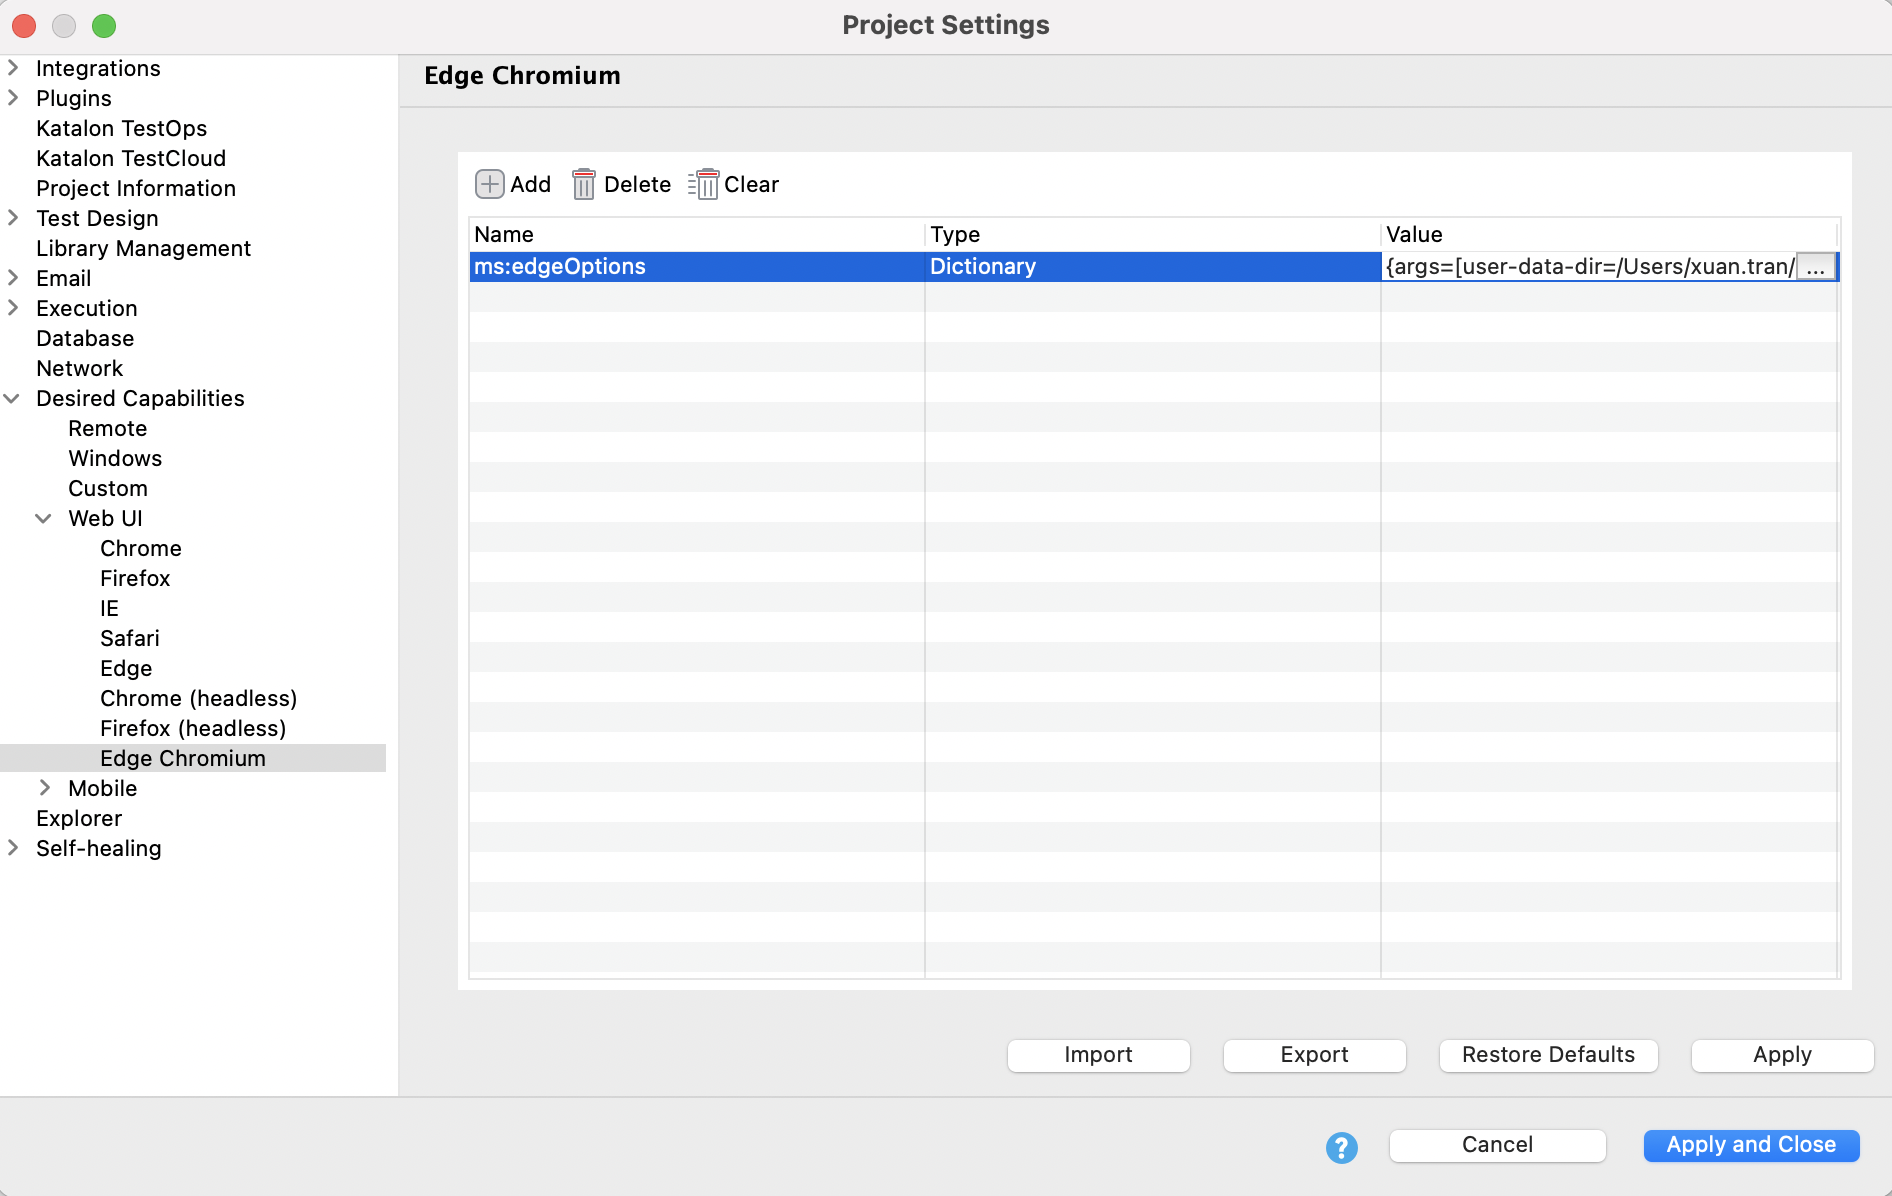 Project Settings
Integrations
Plugins
Katalon TestOps
Katalon TestCloud
Project Information
Test Design
Library Management
Email
Execution
Database
Network
Desired Capabilities
Remote
Windows
Custom
Web UI
Chrome
Firefox
IE
Safari
Edge
Chrome (headless)
Firefox (headless)
Edge Chromium
Mobile
Explorer
Self-healing
Edge Chromium
Add Delete Clear
Name Type Value
ms:edgeOptions Dictionary {args=[user-data-dir=/Users/xuan.tran/ ...
Import Export Restore Defaults Apply
? Cancel Apply and Close